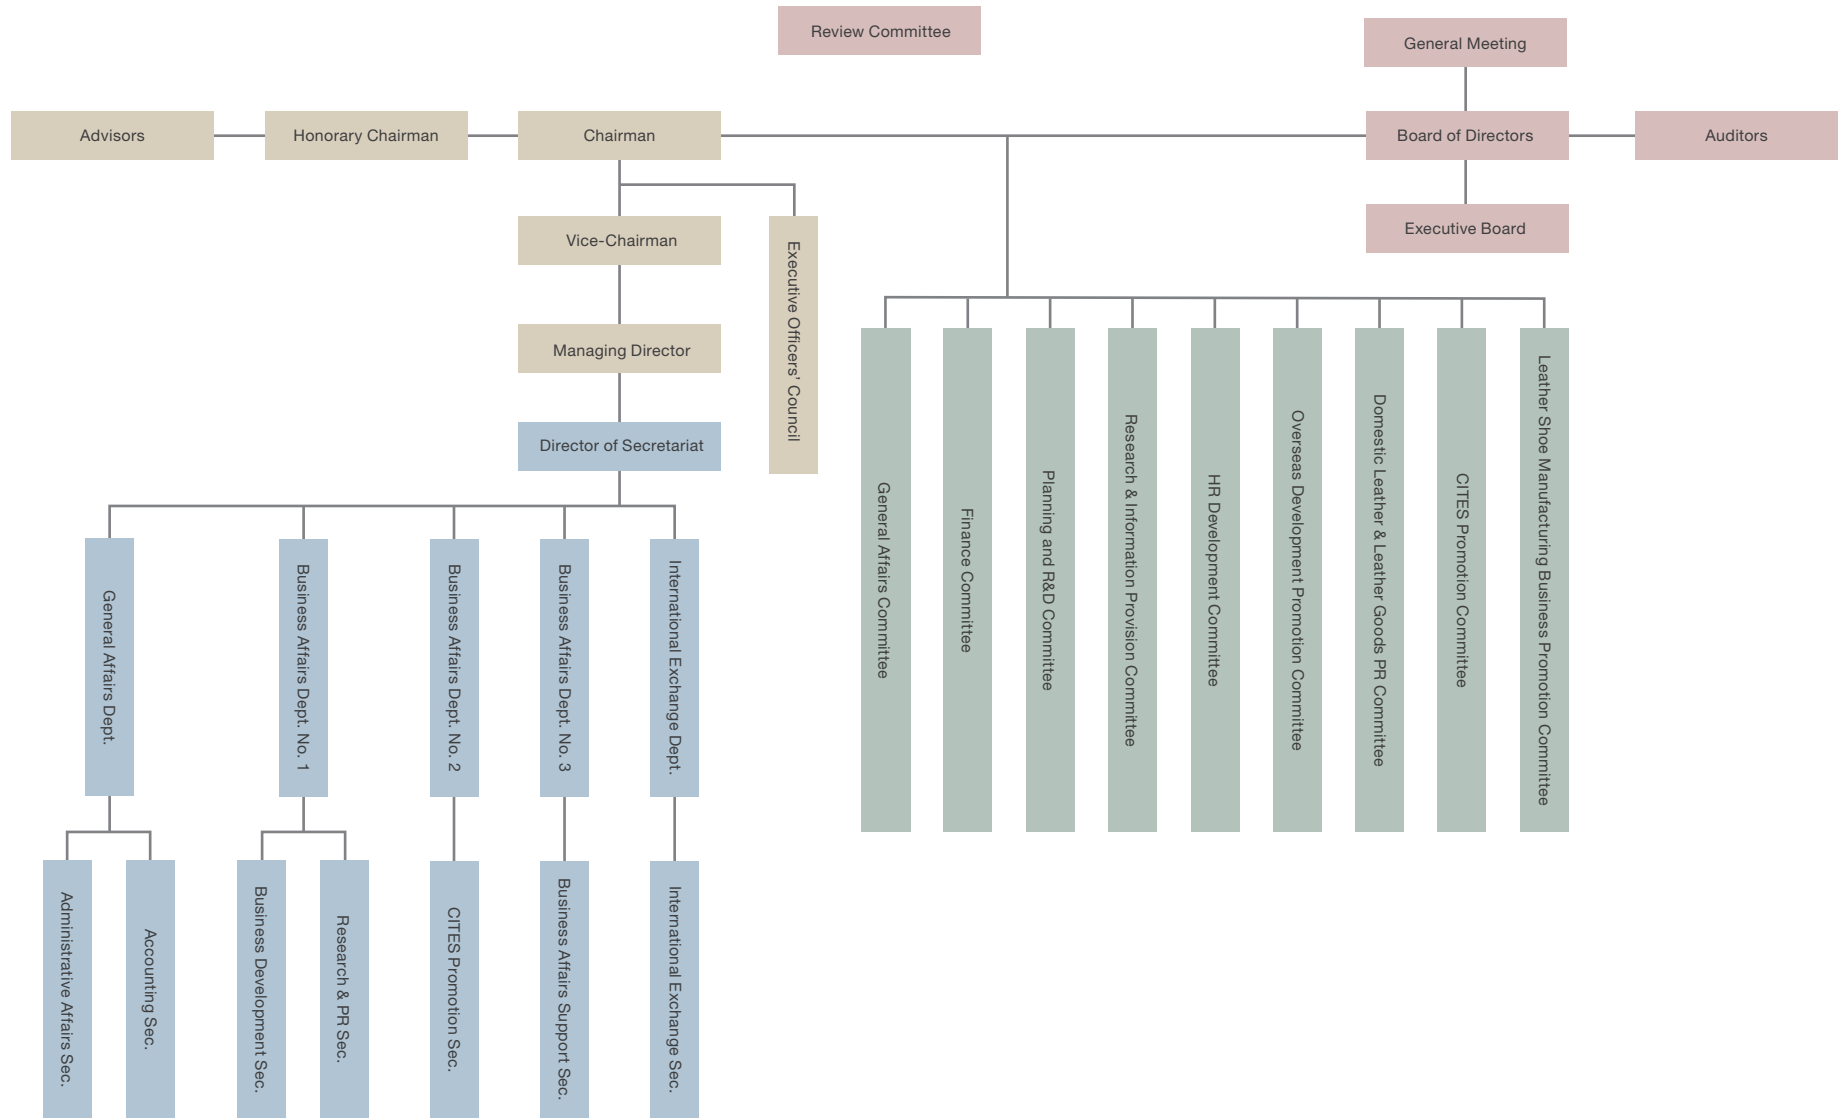 Review Committee
General Meeting
Advisors
Honorary Chairman
Chairman
Board of Directors
Auditors
Vice-Chairman
Executive Officers' Council
Executive Board
Managing Director
Director of Secretariat
General Affairs Committee
Finance Committee
Planning and R&D Committee
Research & Information Provision Committee
HR Development Committee
Overseas Development Promotion Committee
Domestic Leather & Leather Goods PR Committee
CITES Promotion Committee
Leather Shoe Manufacturing Business Promotion Committee
General Affairs Dept.
Business Affairs Dept. No. 1
Business Affairs Dept. No. 2
Business Affairs Dept. No. 3
International Exchange Dept.
Administrative Affairs Sec.
Accounting Sec.
Business Development Sec.
Research & PR Sec.
CITES Promotion Sec.
Business Affairs Support Sec.
International Exchange Sec.